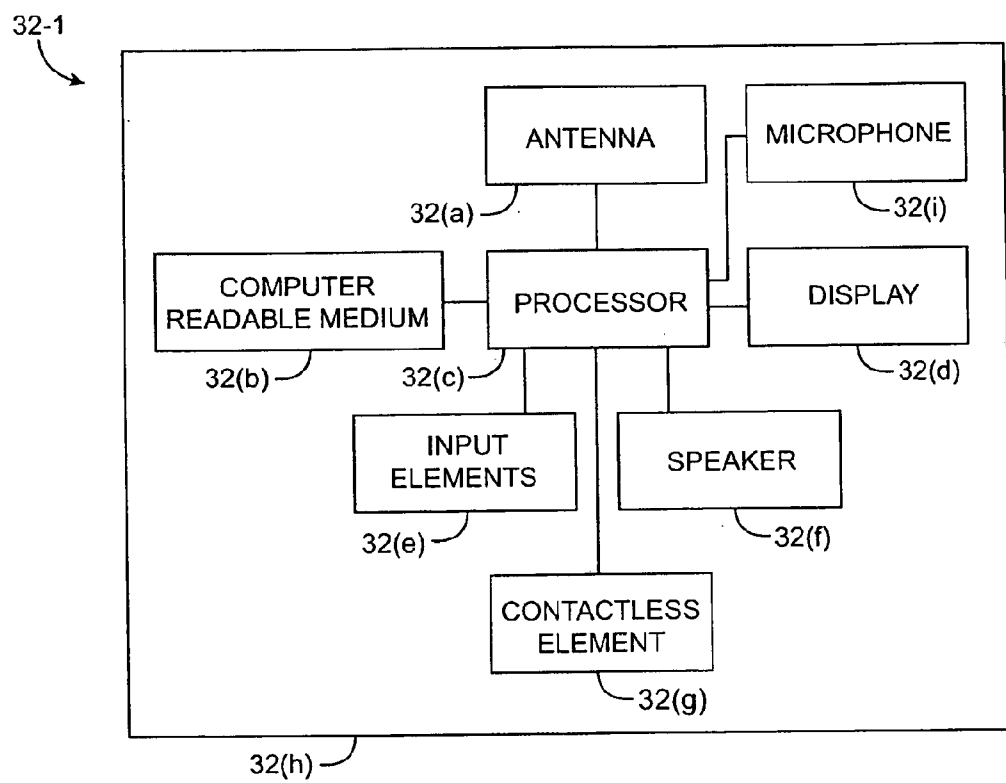 32-1
ANTENNA
MICROPHONE
32(a)
32(i)
COMPUTER
READABLE MEDIUM
PROCESSOR
DISPLAY
32(b)
32(c)
32(d)
INPUT
ELEMENTS
SPEAKER
32(e)
32(f)
CONTACTLESS
ELEMENT
32(g)
32(h)